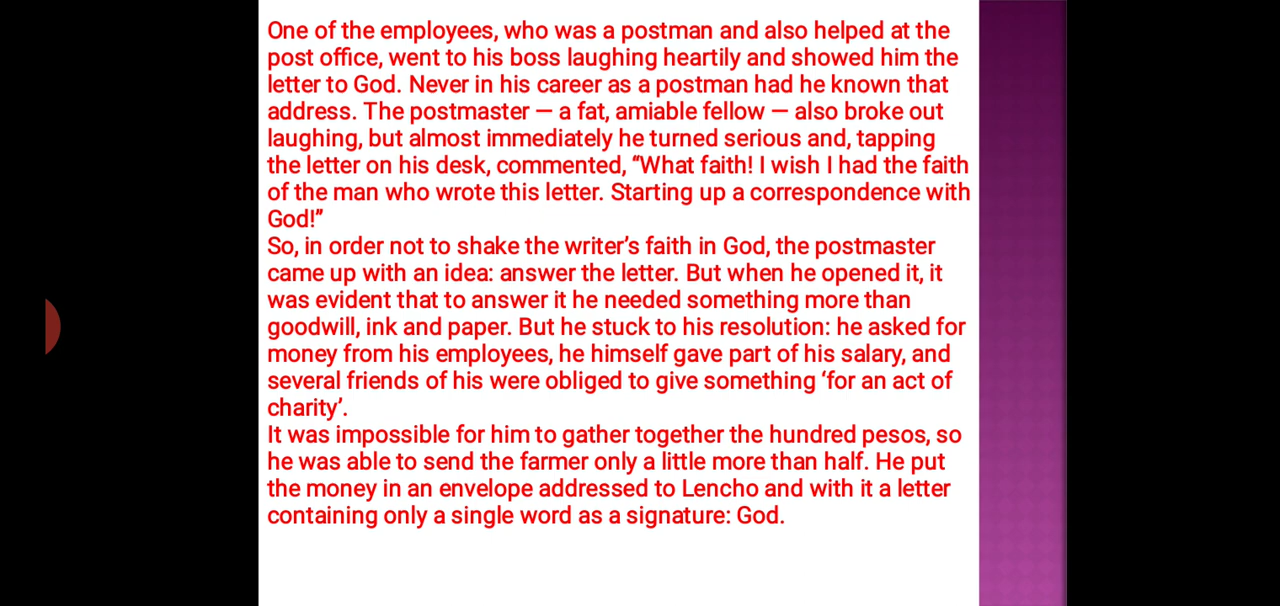 One of the employees, who was a postman and also helped at the
post office, went to his boss laughing heartily and showed him the
letter to God. Never in his career as a postman had he known that
address. The postmaster — a fat, amiable fellow — also broke out
laughing, but almost immediately he turned serious and, tapping
the letter on his desk, commented, “What faith! I wish I had the faith
of the man who wrote this letter. Starting up a correspondence with
God!”
So, in order not to shake the writer’s faith in God, the postmaster
came up with an idea: answer the letter. But when he opened it, it
was evident that to answer it he needed something more than
goodwill, ink and paper. But he stuck to his resolution: he asked for
money from his employees, he himself gave part of his salary, and
several friends of his were obliged to give something ‘for an act of
charity’.
It was impossible for him to gather together the hundred pesos, so
he was able to send the farmer only a little more than half. He put
the money in an envelope addressed to Lencho and with it a letter
containing only a single word as a signature: God.